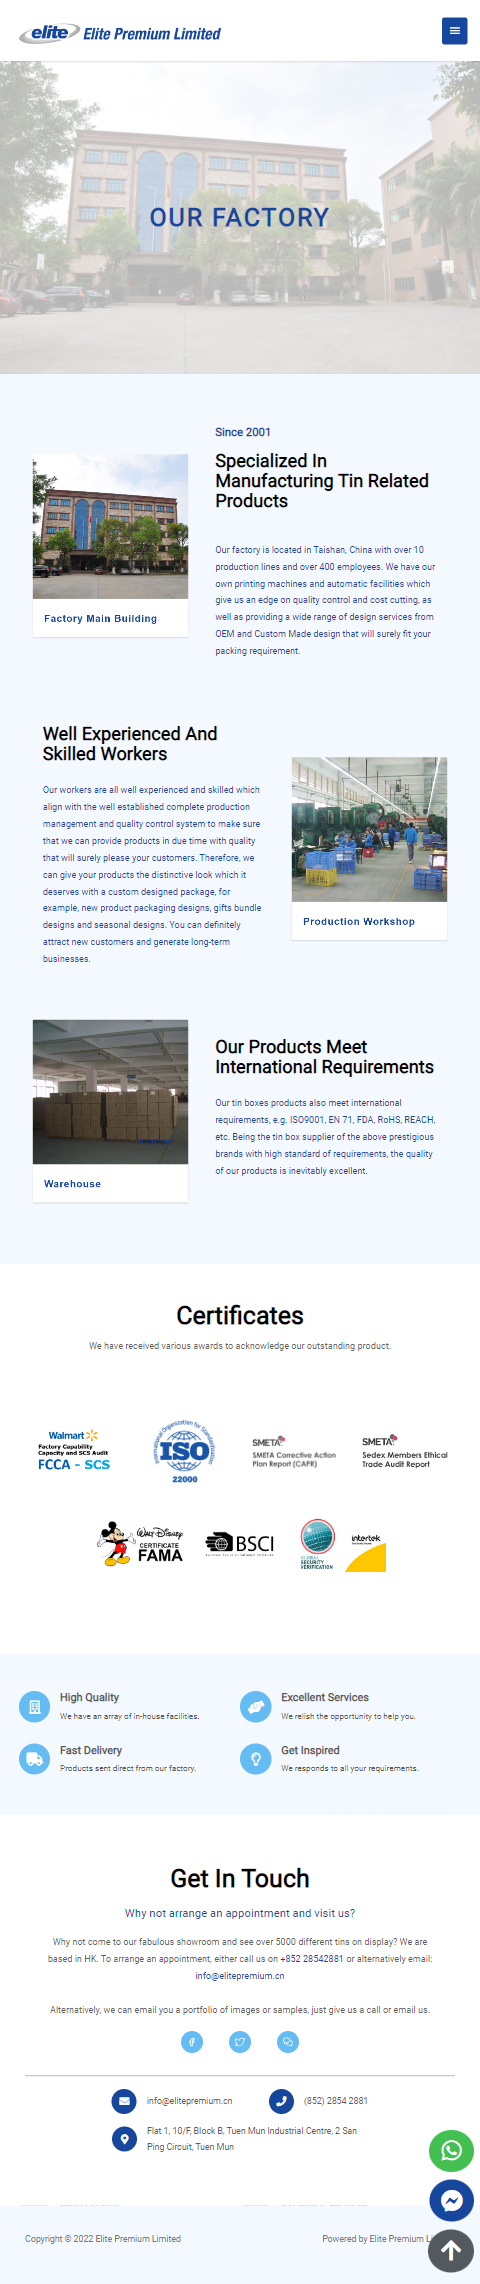 elite Elite Premium Limited
OUR FACTORY
Since 2001
Specialized In
Manufacturing Tin Related
Products
Our factory is located in Taishan, China with over 10
production lines and over 400 employees. We have our
own printing machines and automatic facilities which
give us an edge on quality control and cost cutting, as
well as providing a wide range of design services from
OEM and Custom Made design that will surely fit your
packing requirement.
Factory Main Building
Well Experienced And
Skilled Workers
Our workers are all well experienced and skilled which
align with the well established complete production
management and quality control system to make sure
that we can provide products in due time with quality
that will surely please your customers. Therefore, we
can give your products the distinctive look which it
deserves with a custom designed package, for
example, new product packaging designs, gifts bundle
designs and seasonal designs. You can definitely
attract new customers and generate long-term
businesses.
Production Workshop
Our Products Meet
International Requirements
Our tin boxes products also meet international
requirements, e.g. ISO9001, EN 71, FDA, RoHS, REACH,
etc. Being the tin box supplier of the above prestigious
brands with high standard of requirements, the quality
of our products is inevitably excellent.
Warehouse
Certificates
We have received various awards to acknowledge our outstanding product.
Walmart
Factory Capability
Capacity and SCS Audit
FCCA - SCS
International Organization for Standardization
ISO
22000
SMETA
SMETA Corrective Action
Plan Report (CAPR)
SMETA
Sedex Members Ethical
Trade Audit Report
Walt Disney
CERTIFICATE
FAMA
BSCI
GLOBAL
SECURITY
VERIFICATION
intertek
High Quality
We have an array of in-house facilities.
Excellent Services
We relish the opportunity to help you.
Fast Delivery
Products sent direct from our factory.
Get Inspired
We responds to all your requirements.
Get In Touch
Why not arrange an appointment and visit us?
Why not come to our fabulous showroom and see over 5000 different tins on display? We are
based in HK. To arrange an appointment, either call us on +852 28542881 or alternatively email:
info@elitepremium.cn
Alternatively, we can email you a portfolio of images or samples, just give us a call or email us.
info@elitepremium.cn
(852) 2854 2881
Flat 1, 10/F, Block B, Tuen Mun Industrial Centre, 2 San
Ping Circuit, Tuen Mun
Copyright © 2022 Elite Premium Limited
Powered by Elite Premium Li